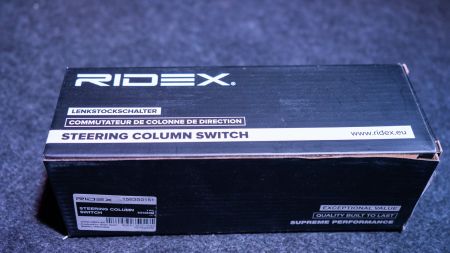 RIDEX®
LENKSTOCKSCHALTER
COMMUTATEUR DE COLONNE DE DIRECTION
STEERING COLUMN SWITCH
www.ridex.eu
RIDEX
STEERING COLUMN
SWITCH
EXCEPTIONAL VALUE
QUALITY BUILT TO LAST
SUPREME PERFORMANCE